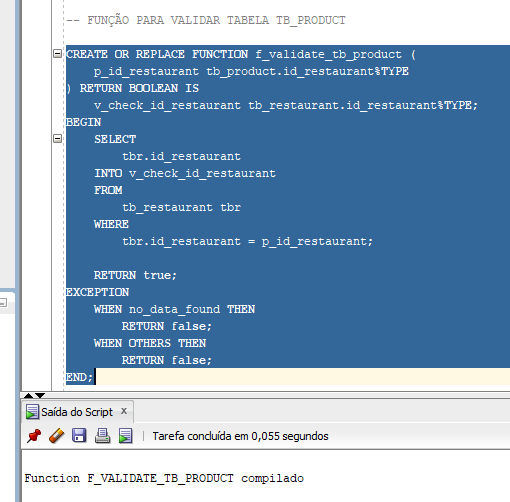 -- FUNÇÃO PARA VALIDAR TABELA TB_PRODUCT
CREATE OR REPLACE FUNCTION f_validate_tb_product (
    p_id_restaurant tb_product.id_restaurant%TYPE
) RETURN BOOLEAN IS
    v_check_id_restaurant tb_restaurant.id_restaurant%TYPE;
BEGIN
    SELECT
        tbr.id_restaurant
    INTO v_check_id_restaurant
    FROM
        tb_restaurant tbr
    WHERE
        tbr.id_restaurant = p_id_restaurant;
    RETURN true;
EXCEPTION
    WHEN no_data_found THEN
        RETURN false;
    WHEN OTHERS THEN
        RETURN false;
END;
Saída do Script x
Tarefa concluída em 0,055 segundos
Function F_VALIDATE_TB_PRODUCT compilado